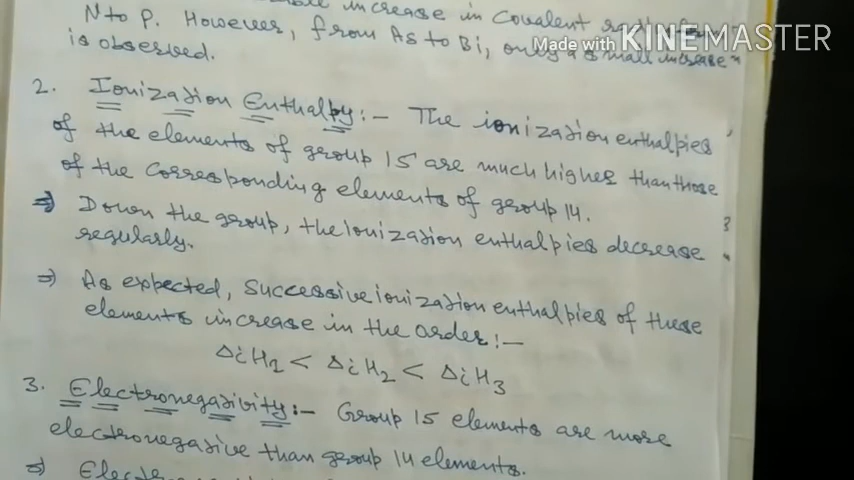 increase in covalent
N to P. However, from As to Bi, only a small increase
is observed.
Made with KINEMASTER
2. Ionization Enthalpy:- The ionization enthalpies
of the elements of group 15 are much higher than those
of the corresponding elements of group 14.
⇒ Down the group, the ionization enthalpies decrease
regularly.
⇒ As expected, successive ionization enthalpies of these
elements increase in the order:-
ΔiH1 < ΔiH2 < ΔiH3
3. Electronegativity:- Group 15 elements are more
electronegative than group 14 elements.
⇒